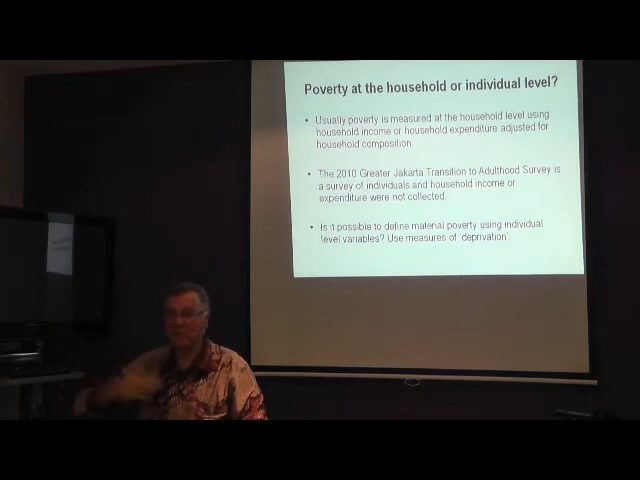 Poverty at the household or individual level?
• Usually poverty is measured at the household level using
household income or household expenditure adjusted for
household composition.
• The 2010 Greater Jakarta Transition to Adulthood Survey is
a survey of individuals and household income or
expenditure were not collected.
• Is it possible to define material poverty using individual
level variables? Use measures of 'deprivation'.